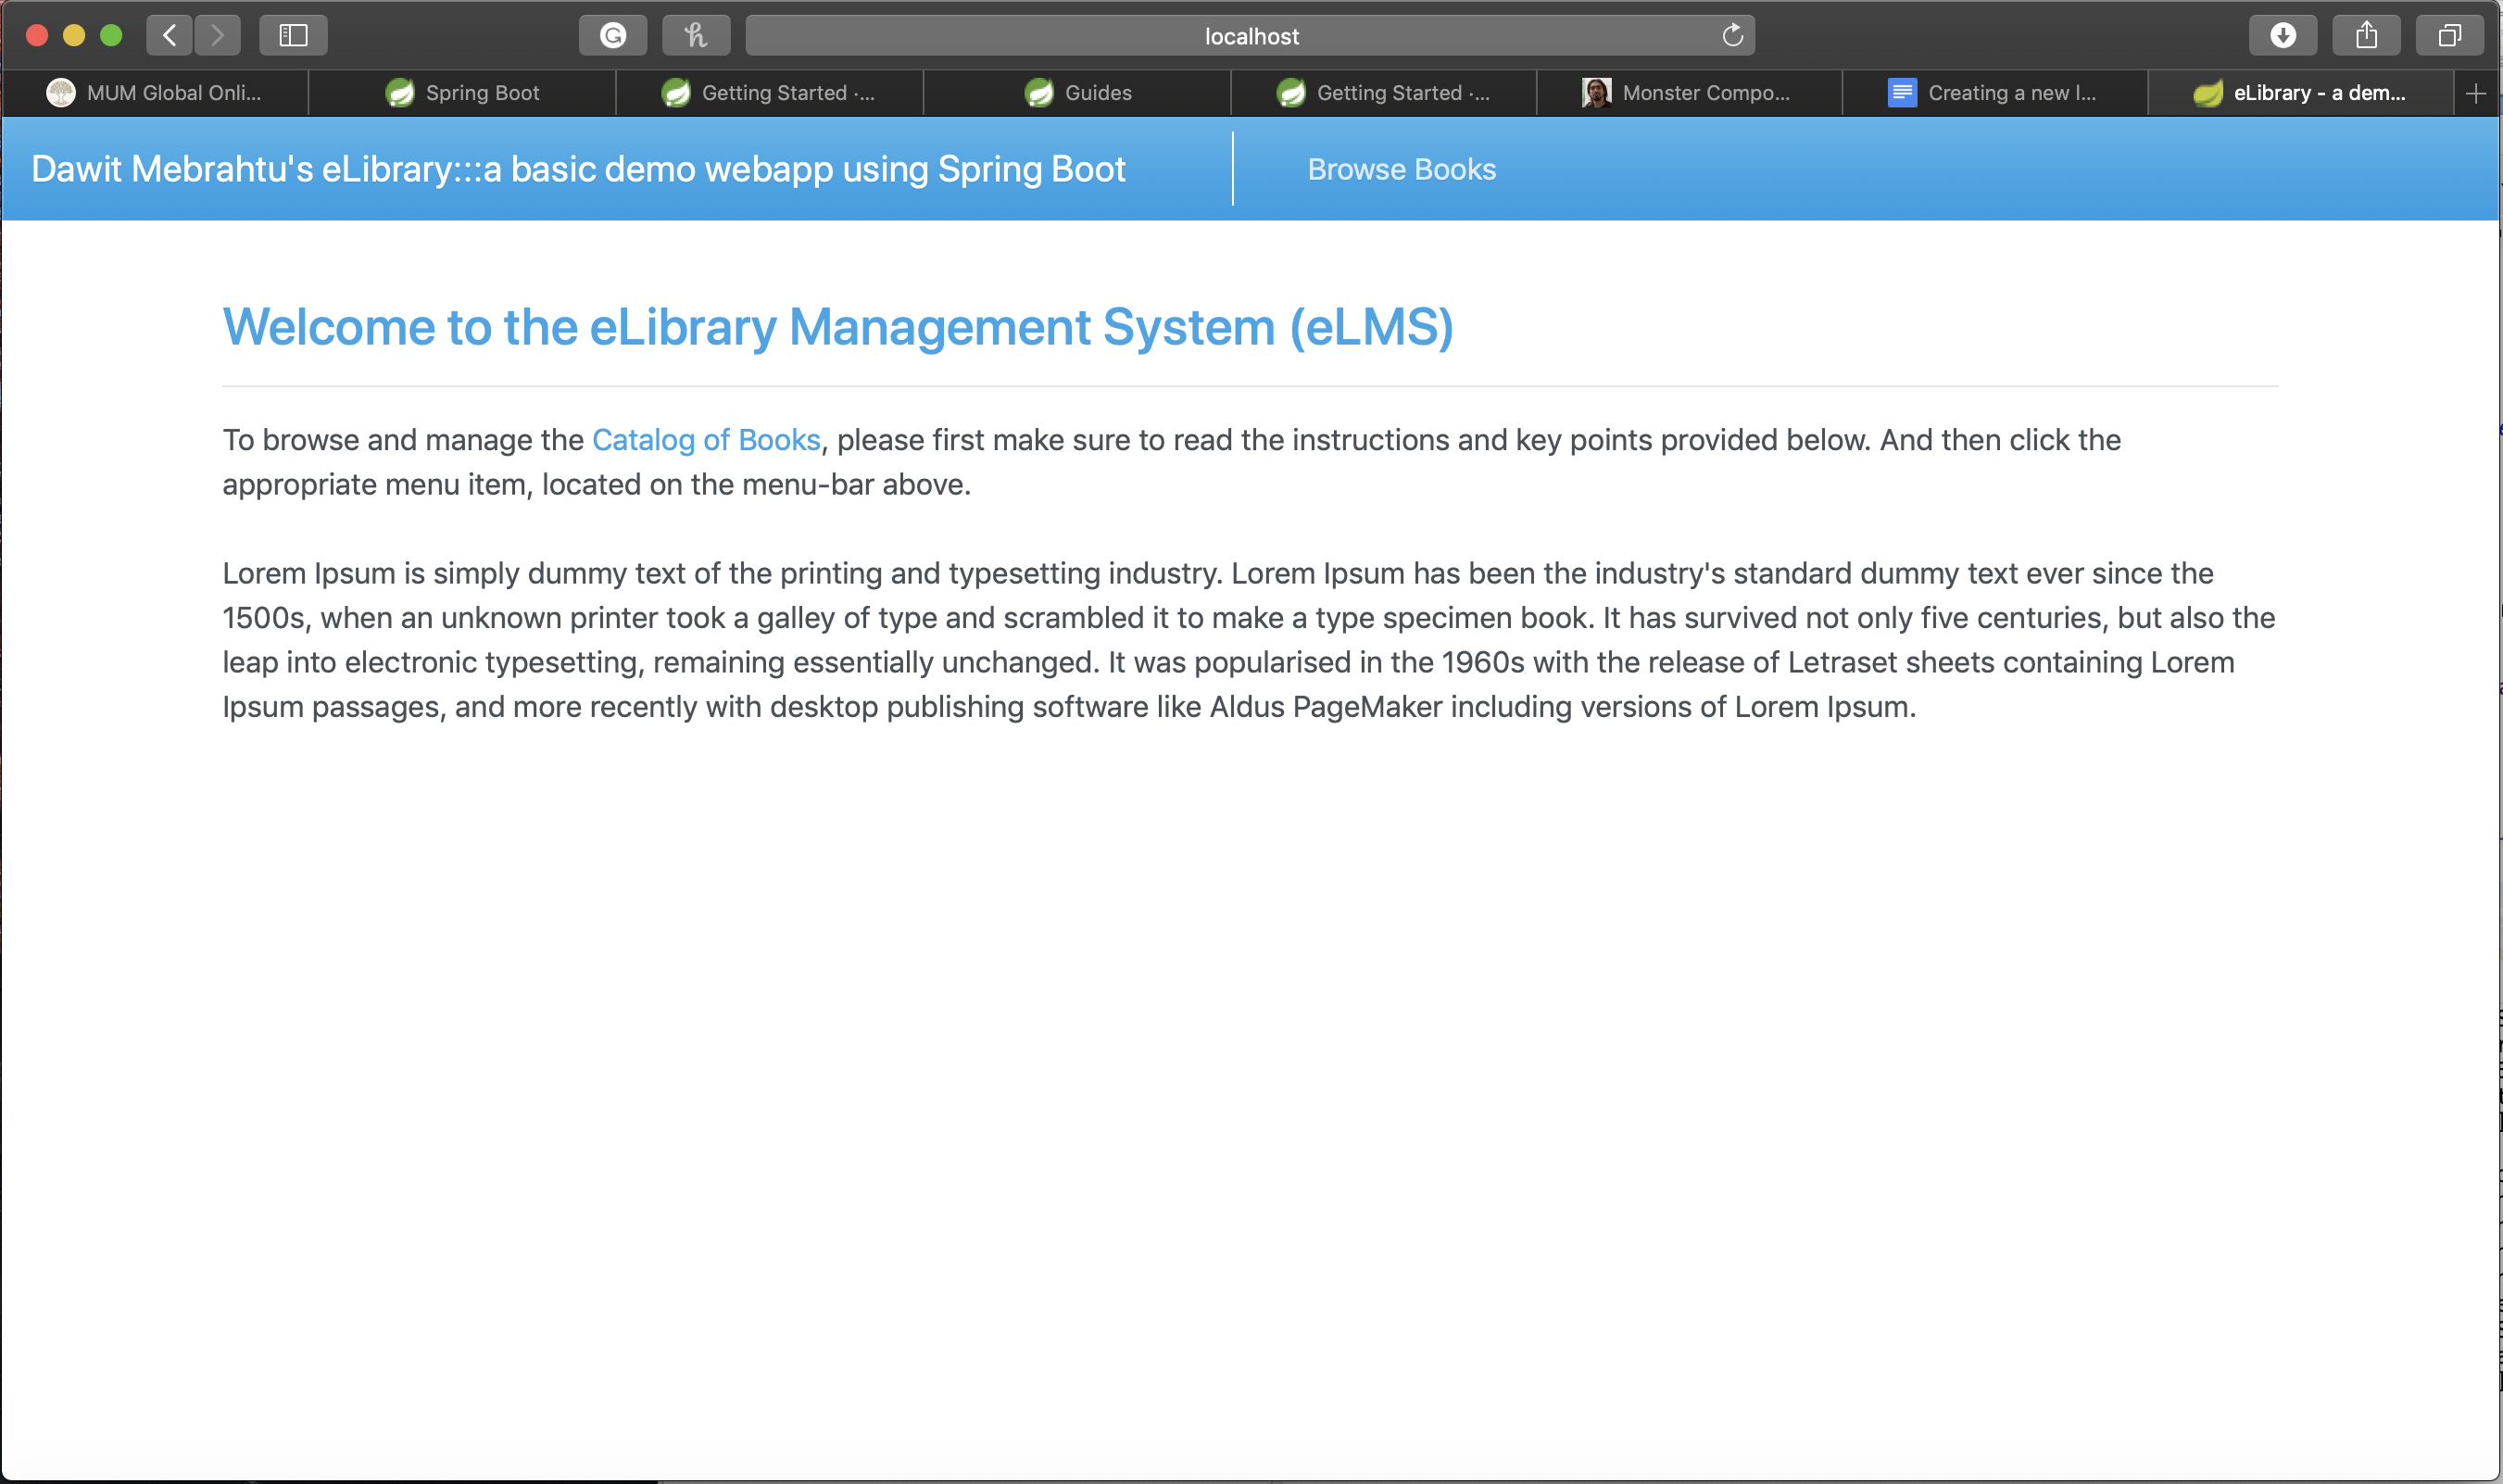 localhost
MUM Global Onli...
Spring Boot
Getting Started ·...
Guides
Getting Started ·...
Monster Compo...
Creating a new I...
eLibrary - a dem...
Dawit Mebrahtu's eLibrary:::a basic demo webapp using Spring Boot
Browse Books
Welcome to the eLibrary Management System (eLMS)
To browse and manage the Catalog of Books, please first make sure to read the instructions and key points provided below. And then click the
appropriate menu item, located on the menu-bar above.
Lorem Ipsum is simply dummy text of the printing and typesetting industry. Lorem Ipsum has been the industry's standard dummy text ever since the
1500s, when an unknown printer took a galley of type and scrambled it to make a type specimen book. It has survived not only five centuries, but also the
leap into electronic typesetting, remaining essentially unchanged. It was popularised in the 1960s with the release of Letraset sheets containing Lorem
Ipsum passages, and more recently with desktop publishing software like Aldus PageMaker including versions of Lorem Ipsum.